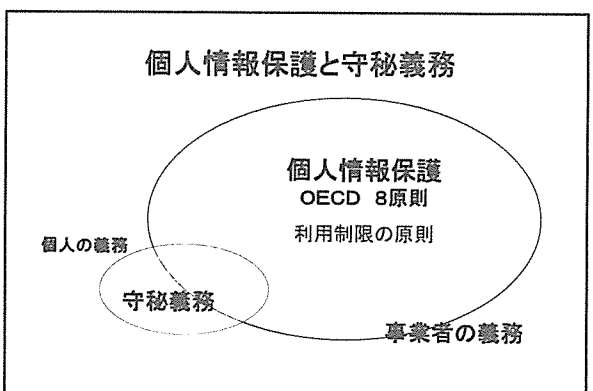 個人情報保護と守秘義務
個人情報保護
OECD 8原則
利用制限の原則
個人の義務
守秘義務
事業者の義務